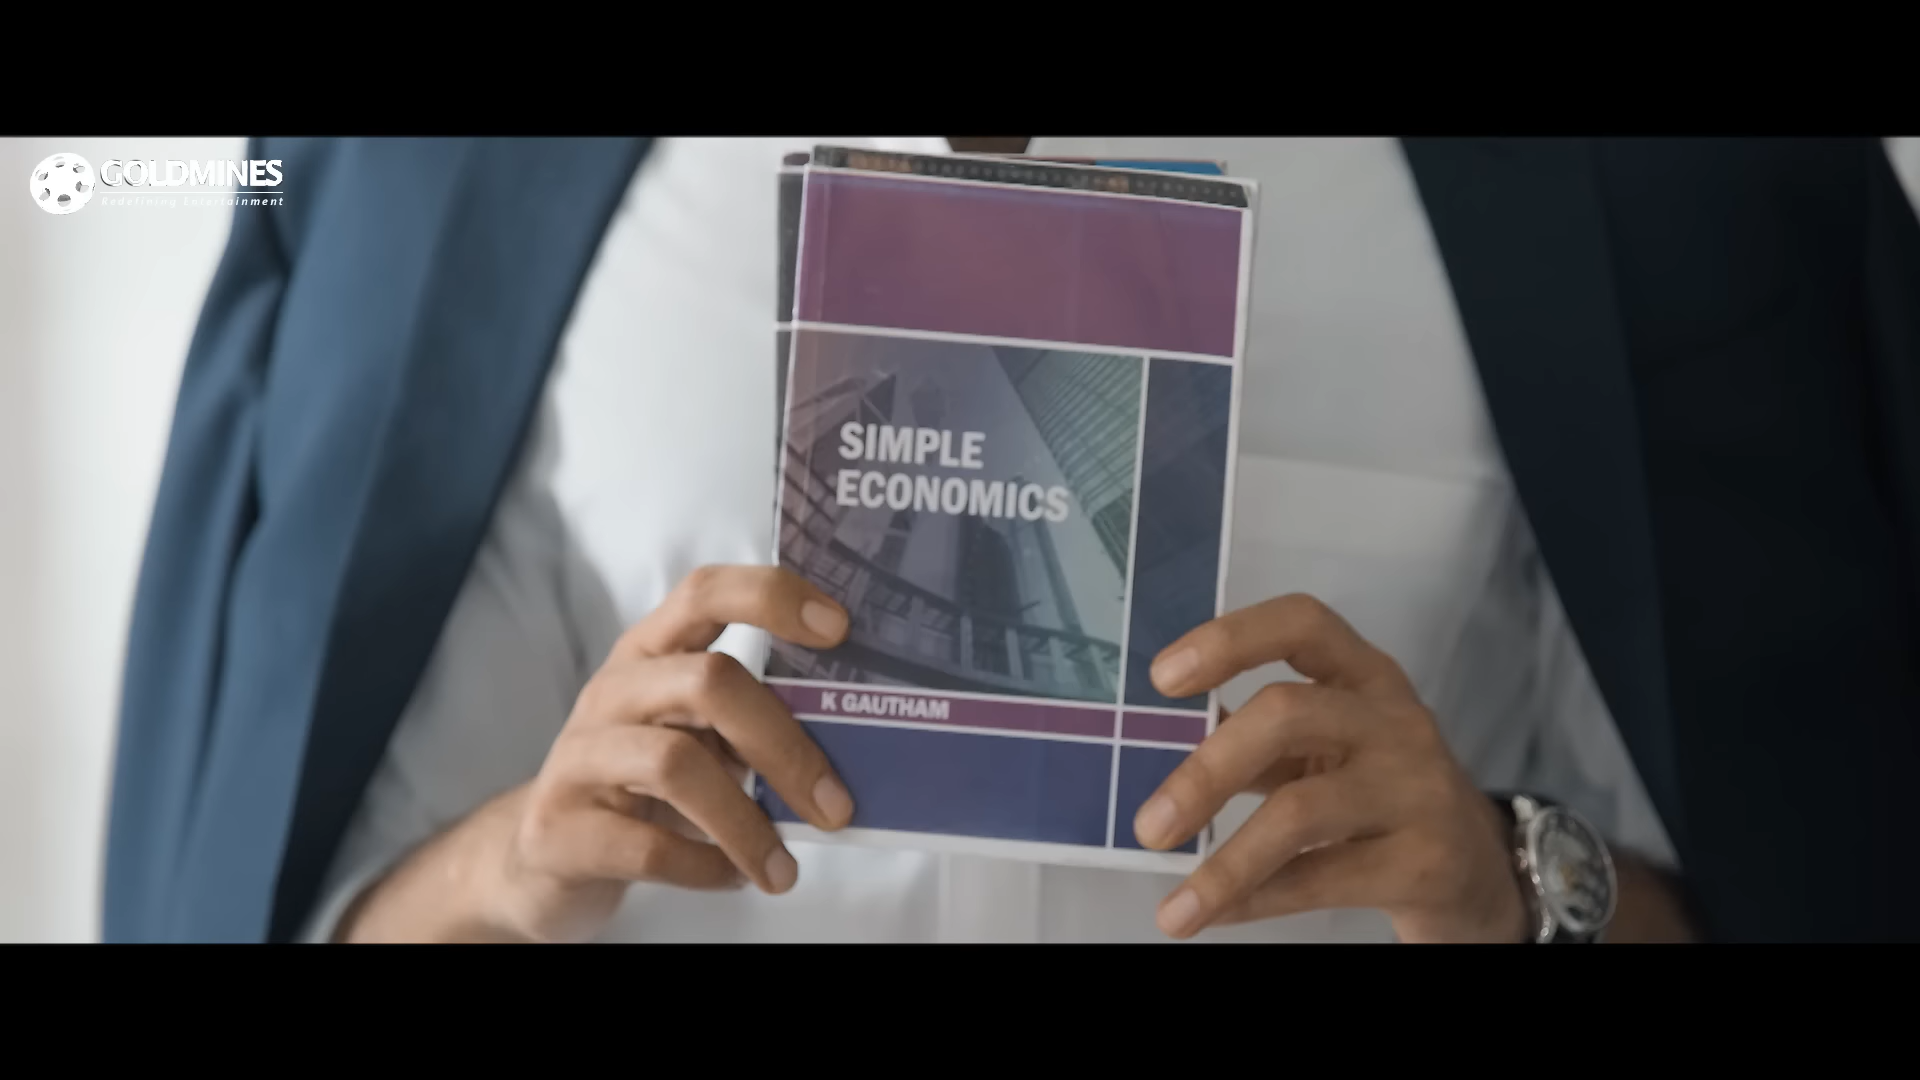 GOLDMINES
Redefining Entertainment
SIMPLE
ECONOMICS
K GAUTHAM